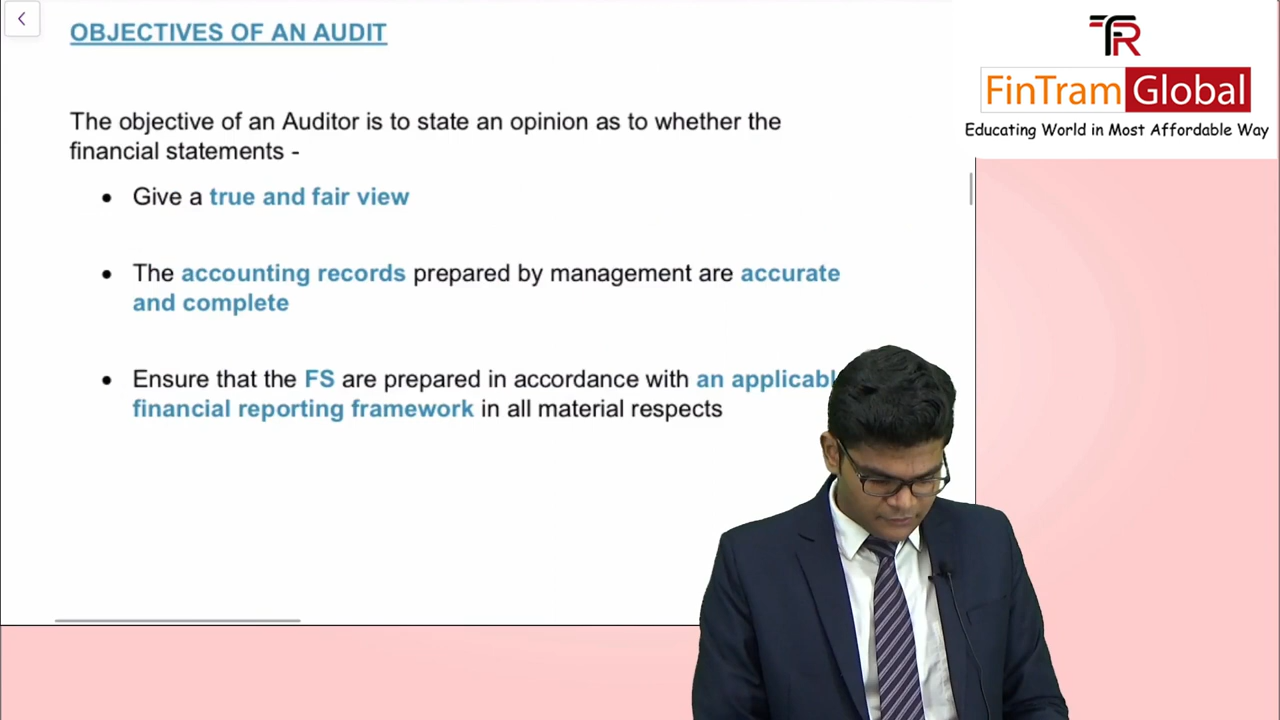 OBJECTIVES OF AN AUDIT
The objective of an Auditor is to state an opinion as to whether the
financial statements -
• Give a true and fair view
• The accounting records prepared by management are accurate
and complete
• Ensure that the FS are prepared in accordance with an applicabl
financial reporting framework in all material respects
TR
FinTram Global
Educating World in Most Affordable Way